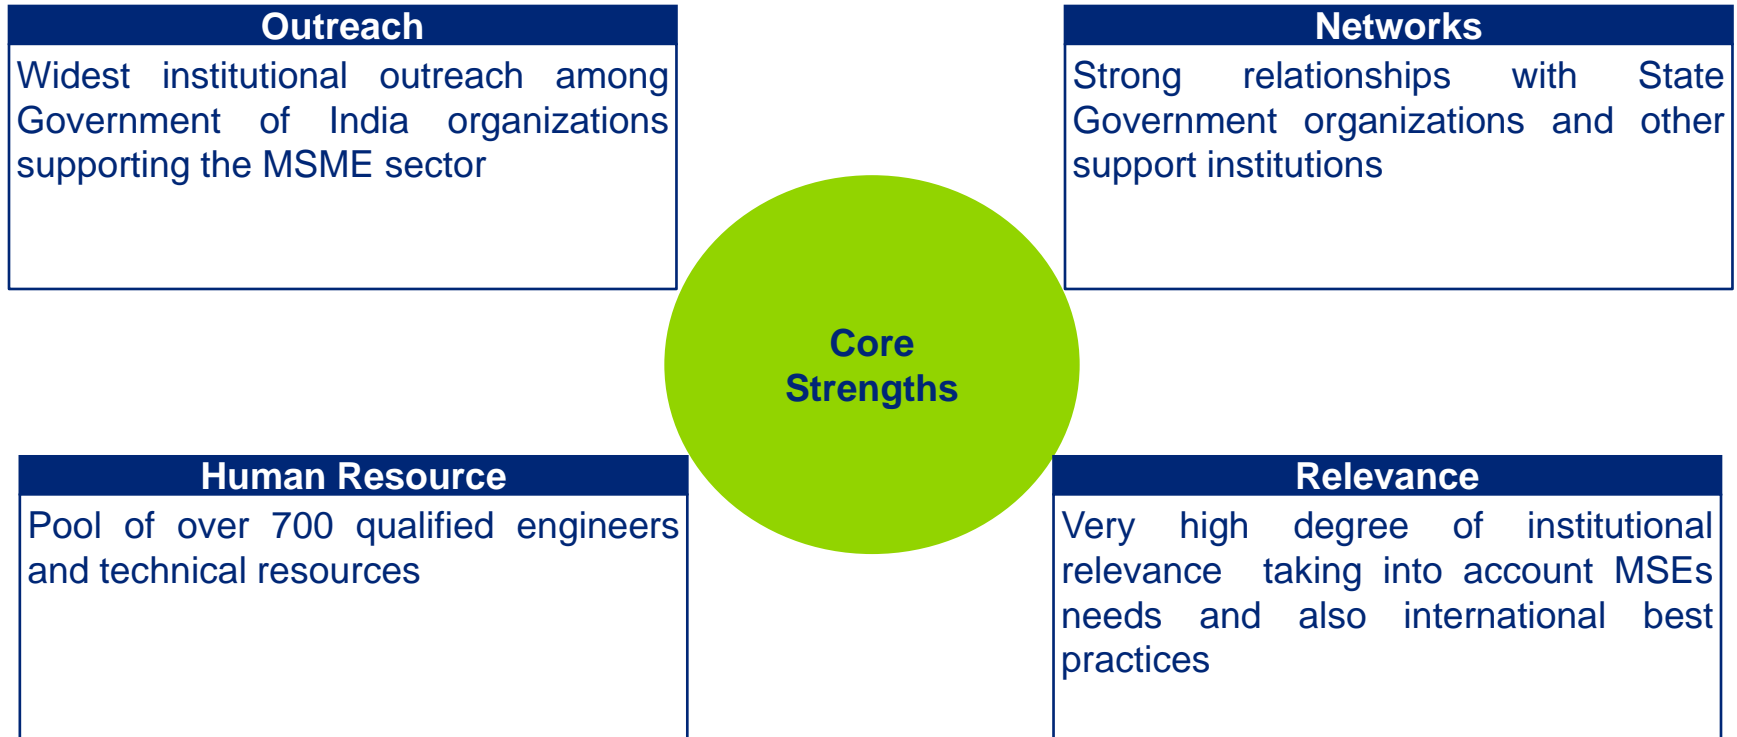 Outreach
Widest institutional outreach among
Government of India organizations
supporting the MSME sector
Networks
Strong relationships with State
Government organizations and other
support institutions
Core
Strengths
Human Resource
Pool of over 700 qualified engineers
and technical resources
Relevance
Very high degree of institutional
relevance taking into account MSEs
needs and also international best
practices